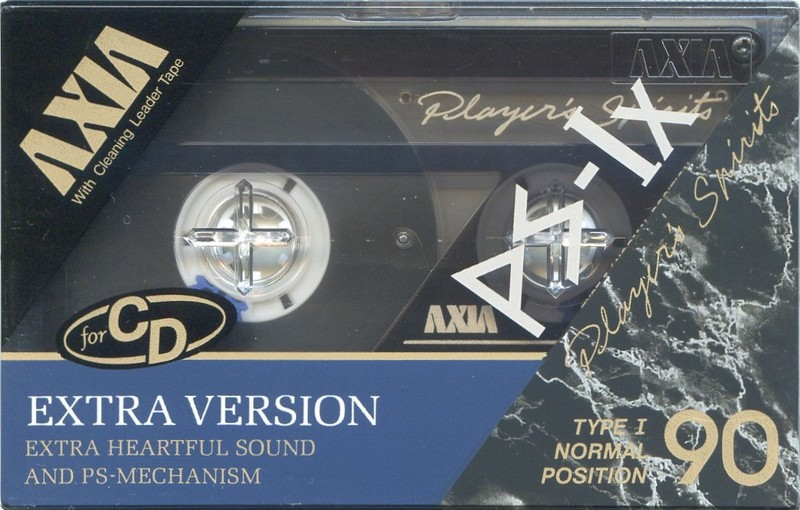 AXIA
With Cleaning Leader Tape
AXIA
Player's Spirits
PS-Ix
Player's Spirits
AXIA
for CD
EXTRA VERSION
EXTRA HEARTFUL SOUND
AND PS-MECHANISM
TYPE I
NORMAL
POSITION
90